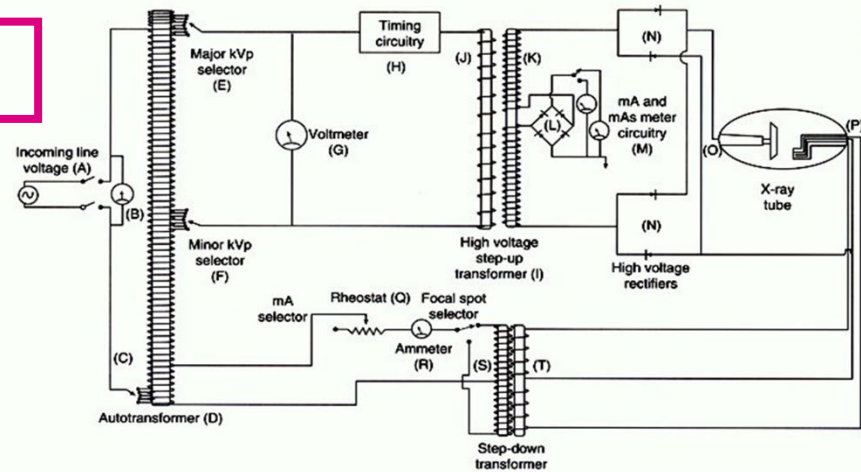 Timing
circuitry
(H)
Major kVp
selector
(E)
(J)
(K)
(N)
Voltmeter
(G)
(L)
mA and
mAs meter
circuitry
(M)
Incoming line
voltage (A)
(B)
(O)
(P)
X-ray
tube
Minor kVp
selector
(F)
High voltage
step-up
transformer (I)
(N)
High voltage
rectifiers
mA
selector
Rheostat (Q)
Focal spot
selector
Ammeter
(R)
(C)
(S)
(T)
Autotransformer (D)
Step-down
transformer